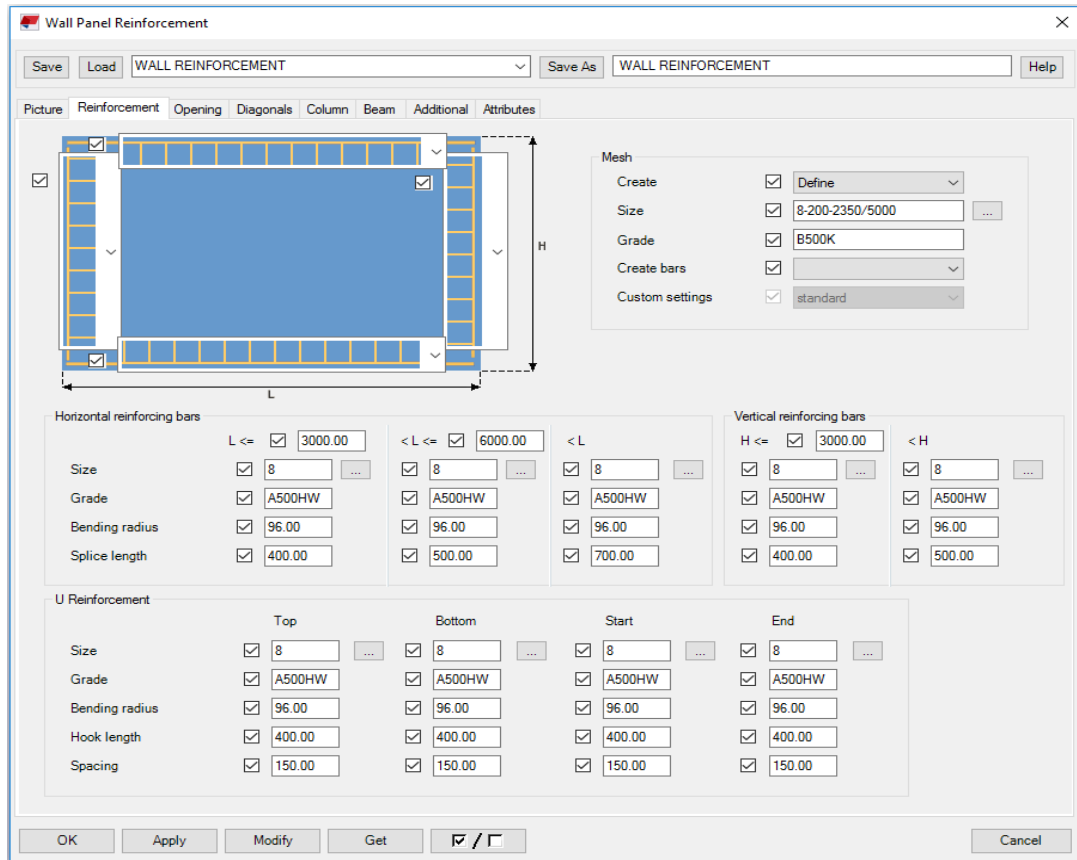 Wall Panel Reinforcement
Save Load WALL REINFORCEMENT Save As WALL REINFORCEMENT Help
Picture Reinforcement Opening Diagonals Column Beam Additional Attributes
H
L
Mesh
Create Define
Size 8-200-2350/5000 ...
Grade B500K
Create bars
Custom settings standard
Horizontal reinforcing bars
L <= 3000.00 < L <= 6000.00 < L
Size 8 ... 8 ... 8 ...
Grade A500HW A500HW A500HW
Bending radius 96.00 96.00 96.00
Splice length 400.00 500.00 700.00
Vertical reinforcing bars
H <= 3000.00 < H
8 ... 8 ...
A500HW A500HW
96.00 96.00
400.00 500.00
U Reinforcement
Top Bottom Start End
Size 8 ... 8 ... 8 ... 8 ...
Grade A500HW A500HW A500HW A500HW
Bending radius 96.00 96.00 96.00 96.00
Hook length 400.00 400.00 400.00 400.00
Spacing 150.00 150.00 150.00 150.00
OK Apply Modify Get / Cancel